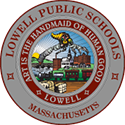 LOWELL PUBLIC SCHOOLS
ART IS THE HANDMAID OF HUMAN GOOD
LOWELL
MASSACHUSETTS